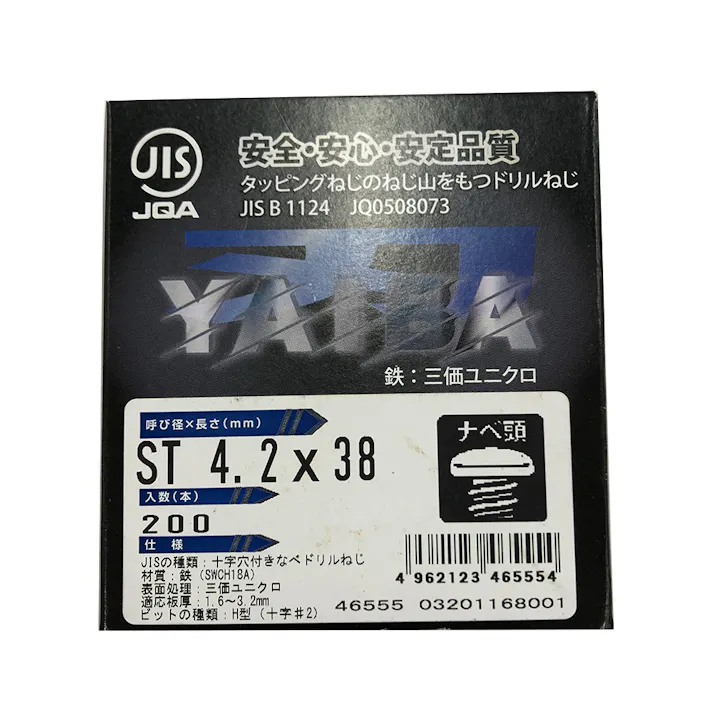 JIS
JQA
安全・安心・安定品質
タッピングねじのねじ山をもつドリルねじ
JIS B 1124 JQ0508073
YAIBA
鉄：三価ユニクロ
呼び径×長さ(mm)
ST 4.2×38
入数(本)
200
仕様
JISの種類：十字穴付きなべドリルねじ
材質：鉄(SWCH18A)
表面処理：三価ユニクロ
適応板厚：1.6～3.2mm
ビットの種類：H型(十字#2)
ナベ頭
4 962123 465554
46555 03201168001